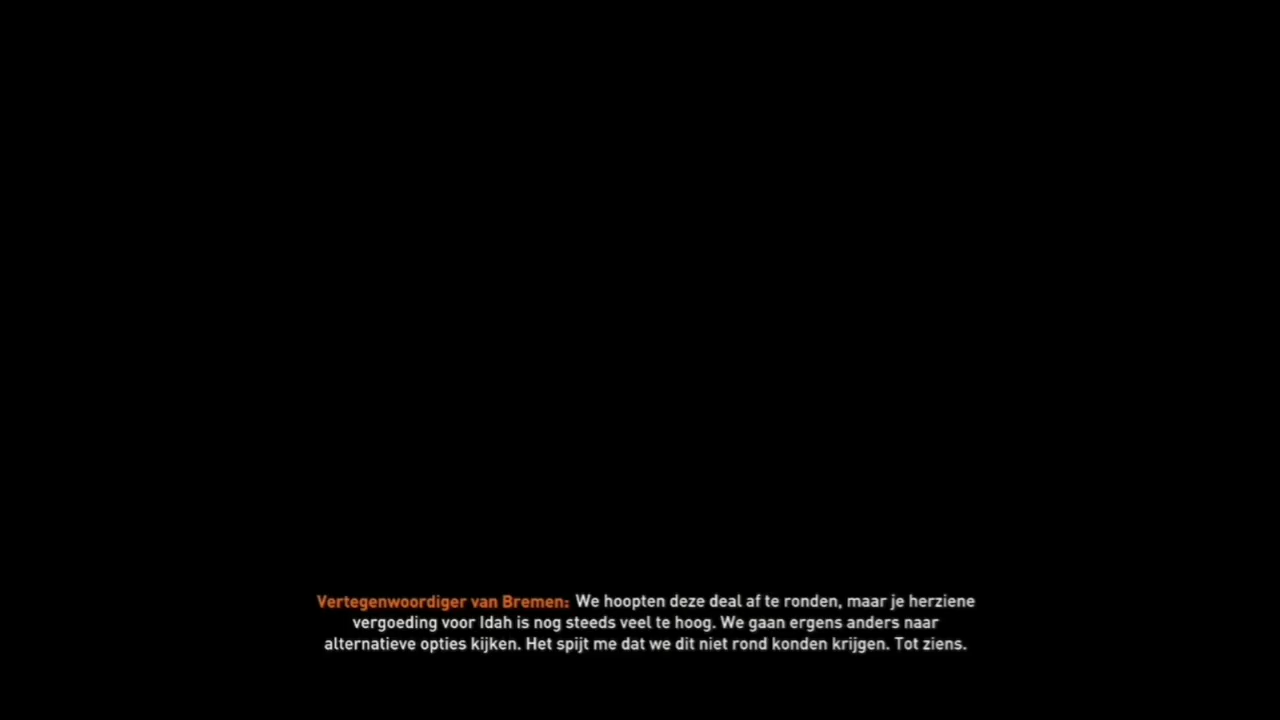 Vertegenwoordiger van Bremen: We hoopten deze deal af te ronden, maar je herziene
vergoeding voor Idah is nog steeds veel te hoog. We gaan ergens anders naar
alternatieve opties kijken. Het spijt me dat we dit niet rond konden krijgen. Tot ziens.